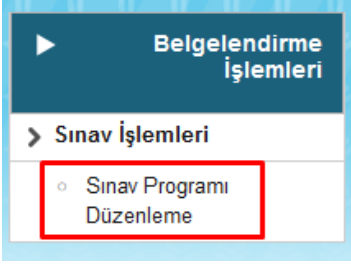 Belgelendirme
İşlemleri
Sınav İşlemleri
Sınav Programı
Düzenleme